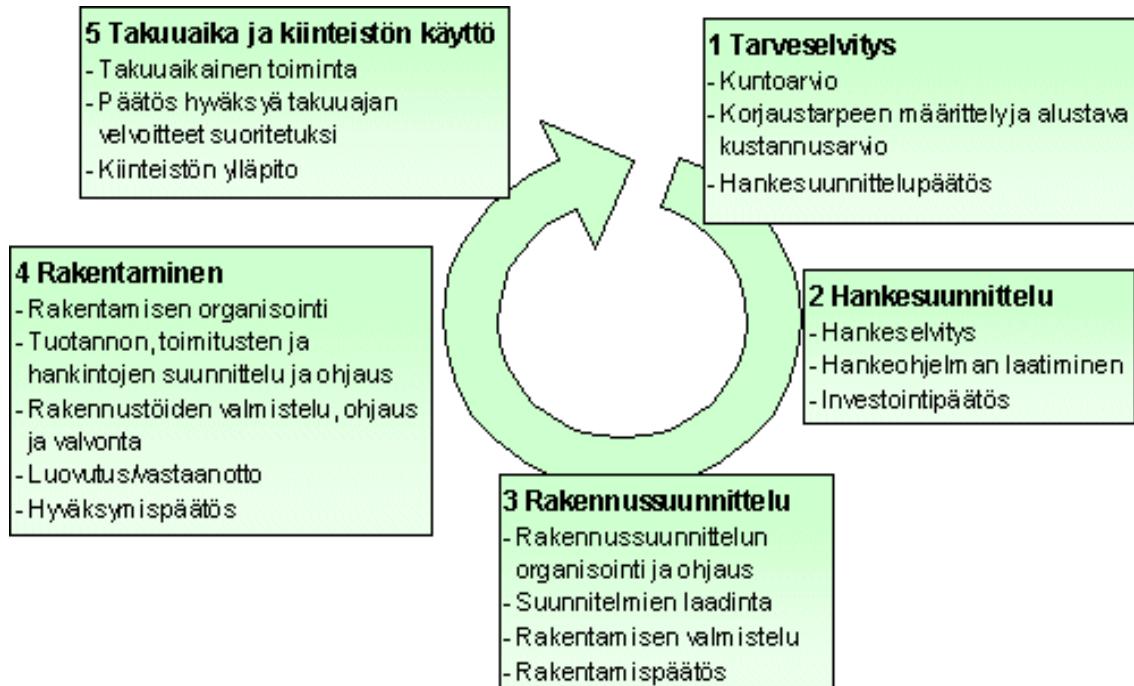 1 Tarveselvitys
- Kuntoarvio
- Korjaustarpeen määrittely ja alustava
kustannusarvio
- Hankesuunnittelupäätös
2 Hankesuunnittelu
- Hankeselvitys
- Hankeohjelman laatiminen
- Investointipäätös
3 Rakennussuunnittelu
- Rakennussuunnittelun
organisointi ja ohjaus
- Suunnitelmien laadinta
- Rakentamisen valmistelu
- Rakentamispäätös
4 Rakentaminen
- Rakentamisen organisointi
- Tuotannon, toimitusten ja
hankintojen suunnittelu ja ohjaus
- Rakennustöiden valmistelu, ohjaus
ja valvonta
- Luovutus/vastaanotto
- Hyväksymispäätös
5 Takuuaika ja kiinteistön käyttö
- Takuuaikainen toiminta
- Päätös hyväksyä takuuajan
velvoitteet suoritetuksi
- Kiinteistön ylläpito